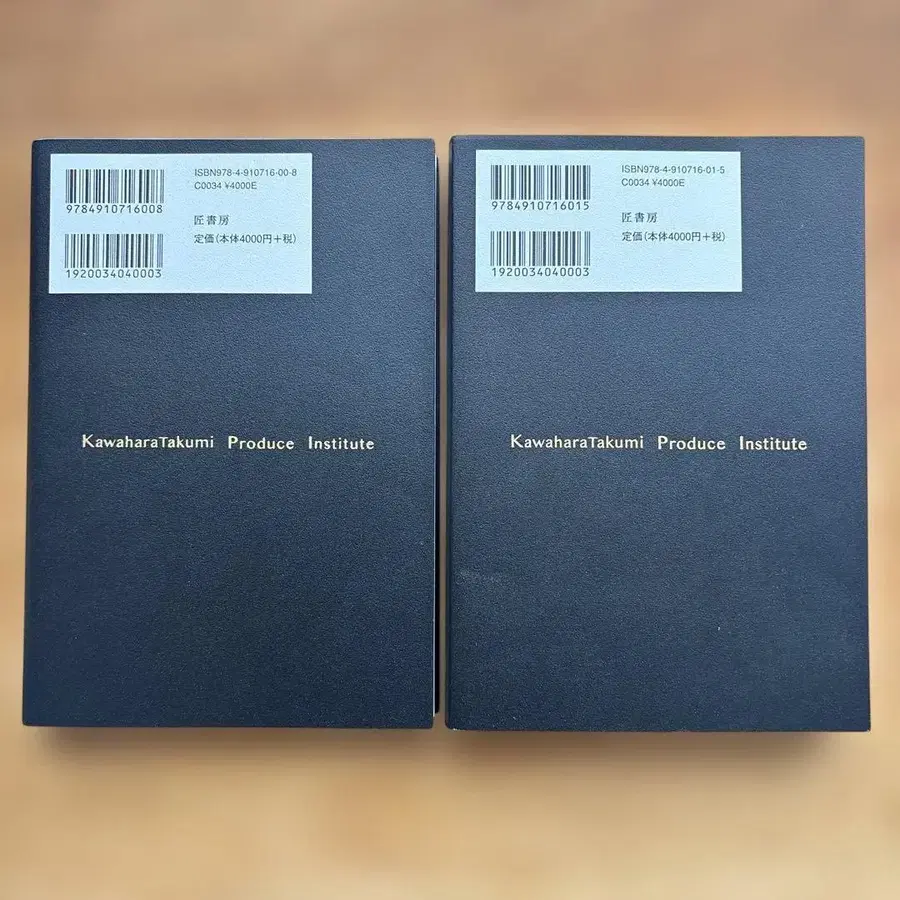 ISBN978-4-910716-00-8
C0034 ¥4000E
9784910716008
匠書房
定価(本体4000円+税)
1920034040003
KawaharaTakumi Produce Institute
ISBN978-4-910716-01-5
C0034 ¥4000E
9784910716015
匠書房
定価(本体4000円+税)
1920034040003
KawaharaTakumi Produce Institute